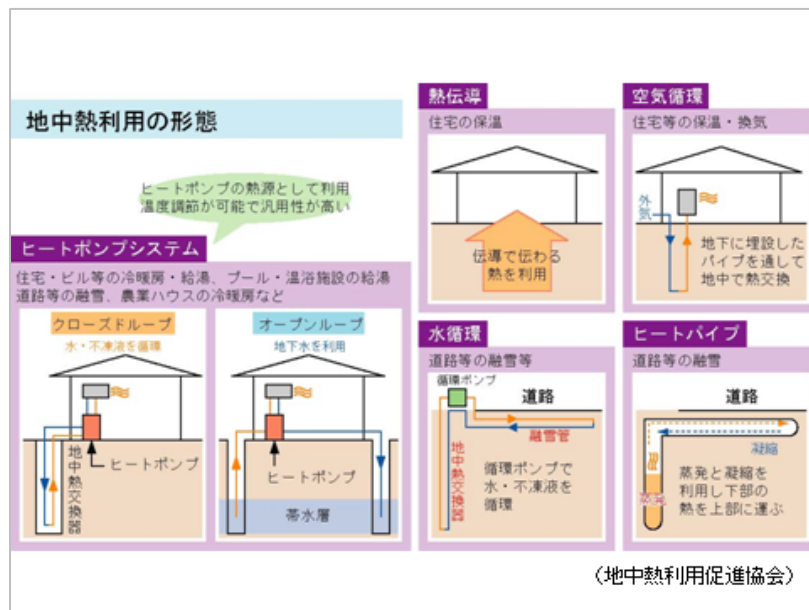 地中熱利用の形態
ヒートポンプの熱源として利用
温度調節が可能で汎用性が高い
ヒートポンプシステム
住宅・ビル等の冷暖房・給湯、プール・温浴施設の給湯
道路等の融雪、農業ハウスの冷暖房など
クローズドループ
水・不凍液を循環
地中熱交換器
ヒートポンプ
オープンループ
地下水を利用
ヒートポンプ
帯水層
熱伝導
住宅の保温
伝導で伝わる
熱を利用
空気循環
住宅等の保温・換気
外気
地下に埋設した
パイプを通して
地中で熱交換
水循環
道路等の融雪等
循環ポンプ
道路
融雪管
地中熱交換器
循環ポンプで
水・不凍液を
循環
ヒートパイプ
道路等の融雪
道路
凝縮
蒸発
蒸発と凝縮を
利用し下部の
熱を上部に運ぶ
（地中熱利用促進協会）